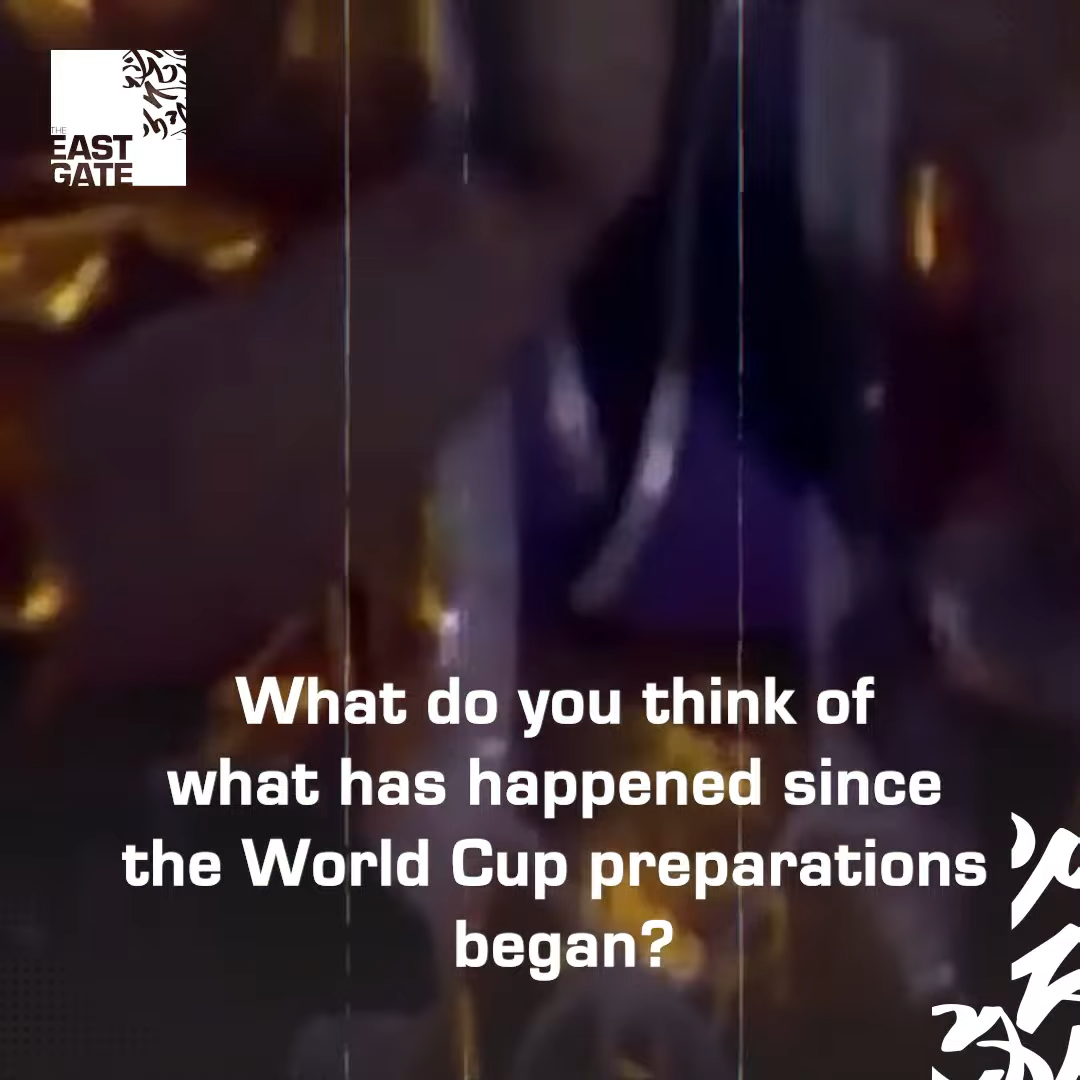 THE
EAST
GATE
What do you think of
what has happened since
the World Cup preparations
began?